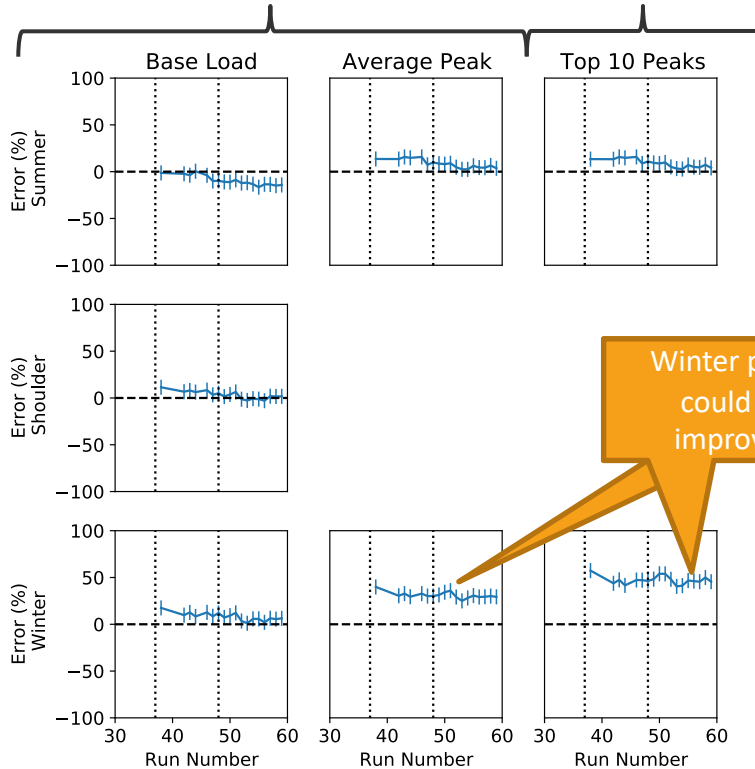 Base Load
Average Peak
Top 10 Peaks
Error (%)
Summer
100
50
0
−50
−100
Error (%)
Shoulder
100
50
0
−50
−100
Winter p
could
improv
Error (%)
Winter
100
50
0
−50
−100
30 40 50 60
Run Number
30 40 50 60
Run Number
30 40 50 60
Run Number